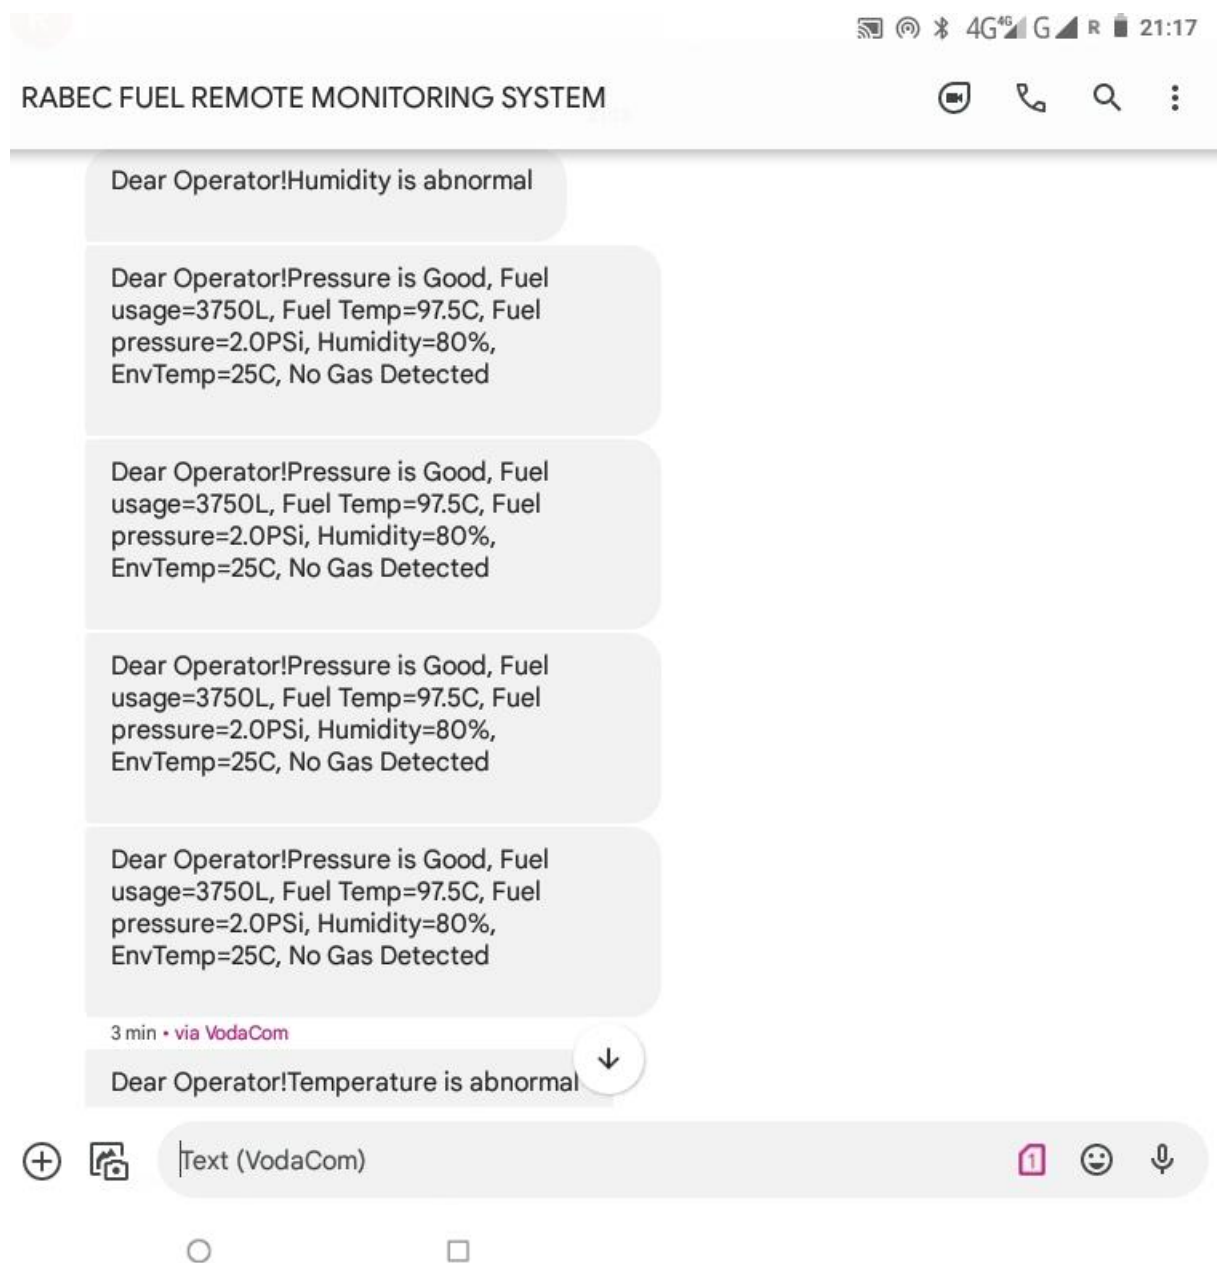 4G 4G G R 21:17
RABEC FUEL REMOTE MONITORING SYSTEM
Dear Operator!Humidity is abnormal
Dear Operator!Pressure is Good, Fuel
usage=3750L, Fuel Temp=97.5C, Fuel
pressure=2.0PSi, Humidity=80%,
EnvTemp=25C, No Gas Detected
Dear Operator!Pressure is Good, Fuel
usage=3750L, Fuel Temp=97.5C, Fuel
pressure=2.0PSi, Humidity=80%,
EnvTemp=25C, No Gas Detected
Dear Operator!Pressure is Good, Fuel
usage=3750L, Fuel Temp=97.5C, Fuel
pressure=2.0PSi, Humidity=80%,
EnvTemp=25C, No Gas Detected
Dear Operator!Pressure is Good, Fuel
usage=3750L, Fuel Temp=97.5C, Fuel
pressure=2.0PSi, Humidity=80%,
EnvTemp=25C, No Gas Detected
3 min • via VodaCom
Dear Operator!Temperature is abnormal
Text (VodaCom) 1